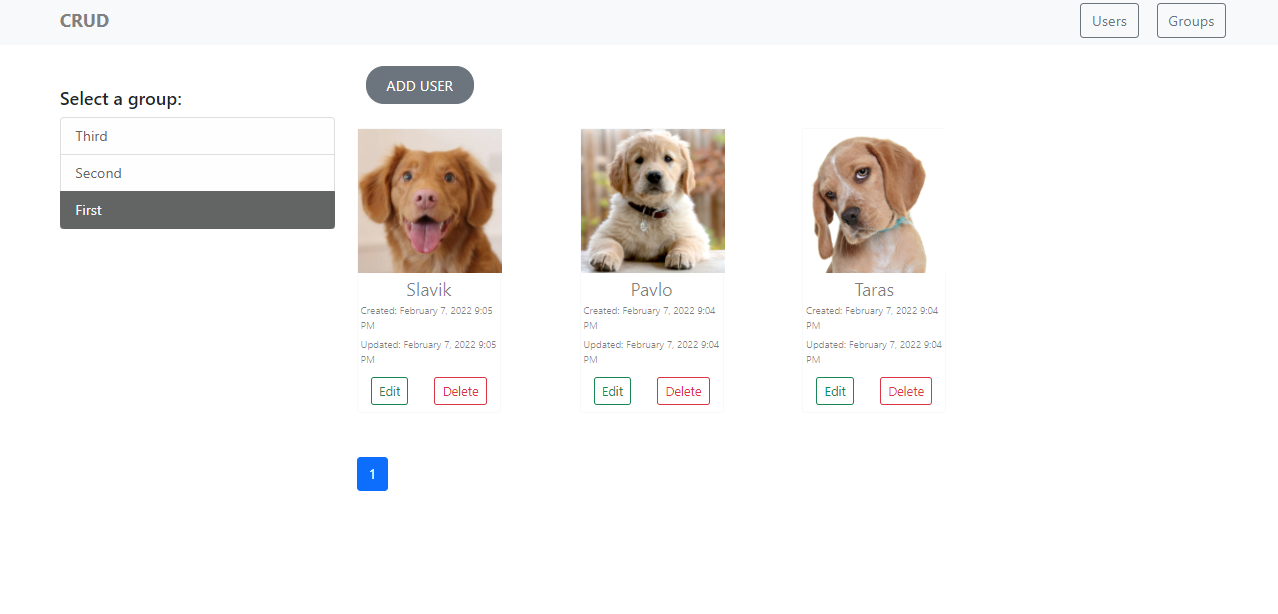 CRUD
Users
Groups
Select a group:
Third
Second
First
ADD USER
Slavik
Created: February 7, 2022 9:05
PM
Updated: February 7, 2022 9:05
PM
Edit
Delete
Pavlo
Created: February 7, 2022 9:04
PM
Updated: February 7, 2022 9:04
PM
Edit
Delete
Taras
Created: February 7, 2022 9:04
PM
Updated: February 7, 2022 9:04
PM
Edit
Delete
1